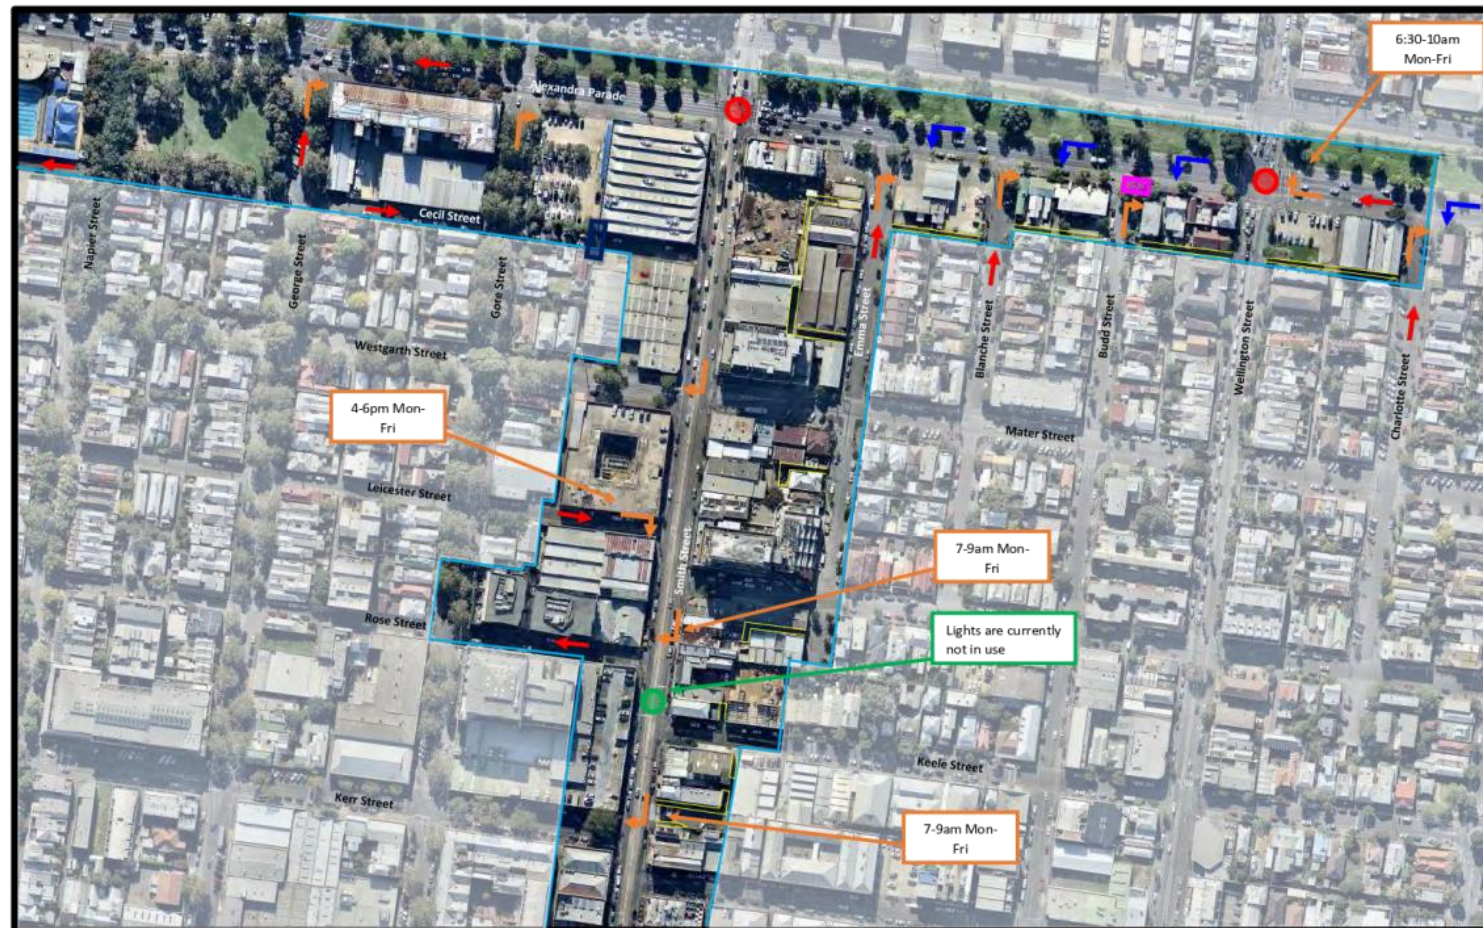 6:30-10am
Mon-Fri
Alexandra Parade
Cecil Street
Napier Street
George Street
Gore Street
Emma Street
Blanche Street
Budd Street
Wellington Street
Charlotte Street
Westgarth Street
4-6pm Mon-
Fri
Mater Street
Leicester Street
Smith Street
7-9am Mon-
Fri
Rose Street
Lights are currently
not in use
Keele Street
Kerr Street
7-9am Mon-
Fri